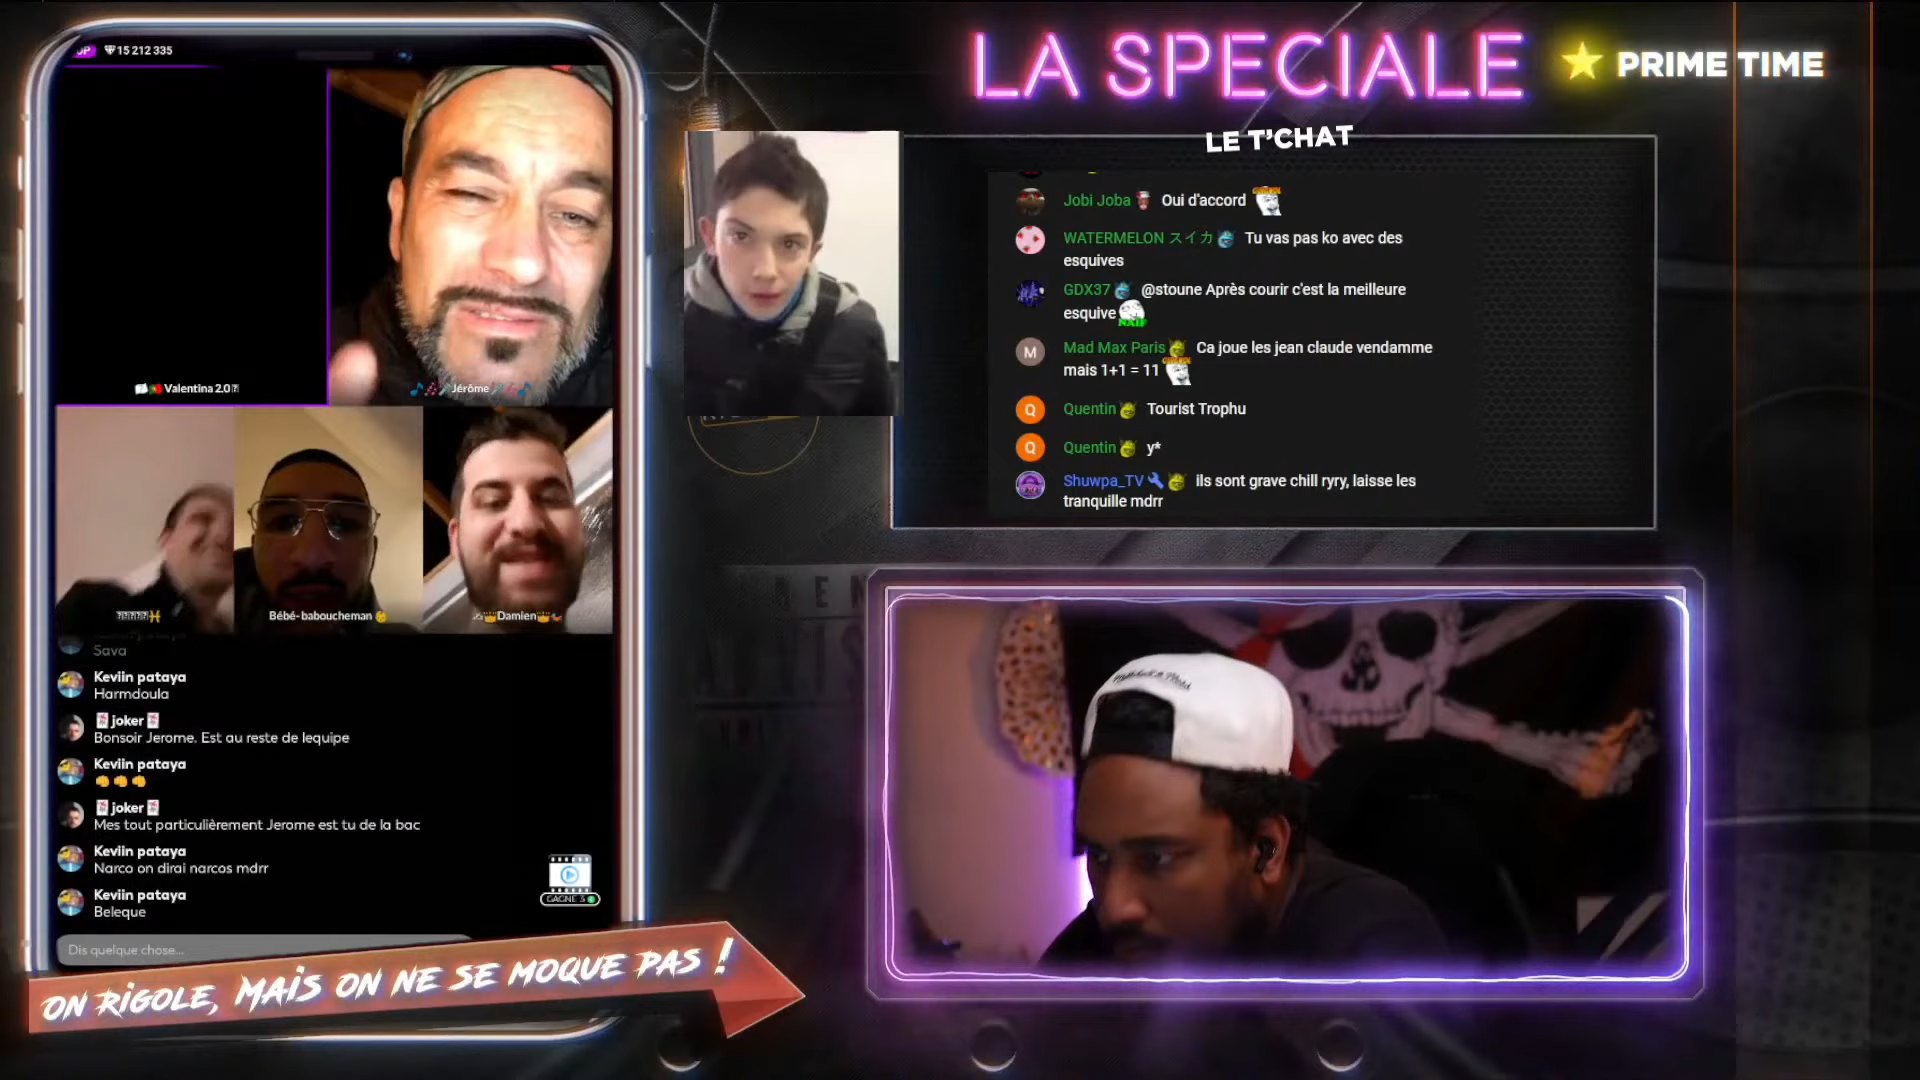 15 212 335
Valentina 2.0
Jérôme
Bébé- baboucheman
Damien
Sava
Keviin pataya
Harmdoula
joker
Bonsoir Jerome. Est au reste de lequipe
Keviin pataya
joker
Mes tout particulièrement Jerome est tu de la bac
Keviin pataya
Narco on dirai narcos mdrr
Keviin pataya
Beleque
GAGNE 3
Dis quelque chose...
ON RIGOLE, MAIS ON NE SE MOQUE PAS !
LA SPECIALE
PRIME TIME
LE T'CHAT
Jobi Joba Oui d'accord
WATERMELON スイカ Tu vas pas ko avec des
esquives
GDX37 @stoune Après courir c'est la meilleure
esquive
Mad Max Paris Ca joue les jean claude vendamme
mais 1+1 = 11
Quentin Tourist Trophu
Quentin y*
Shuwpa_TV ils sont grave chill ryry, laisse les
tranquille mdrr